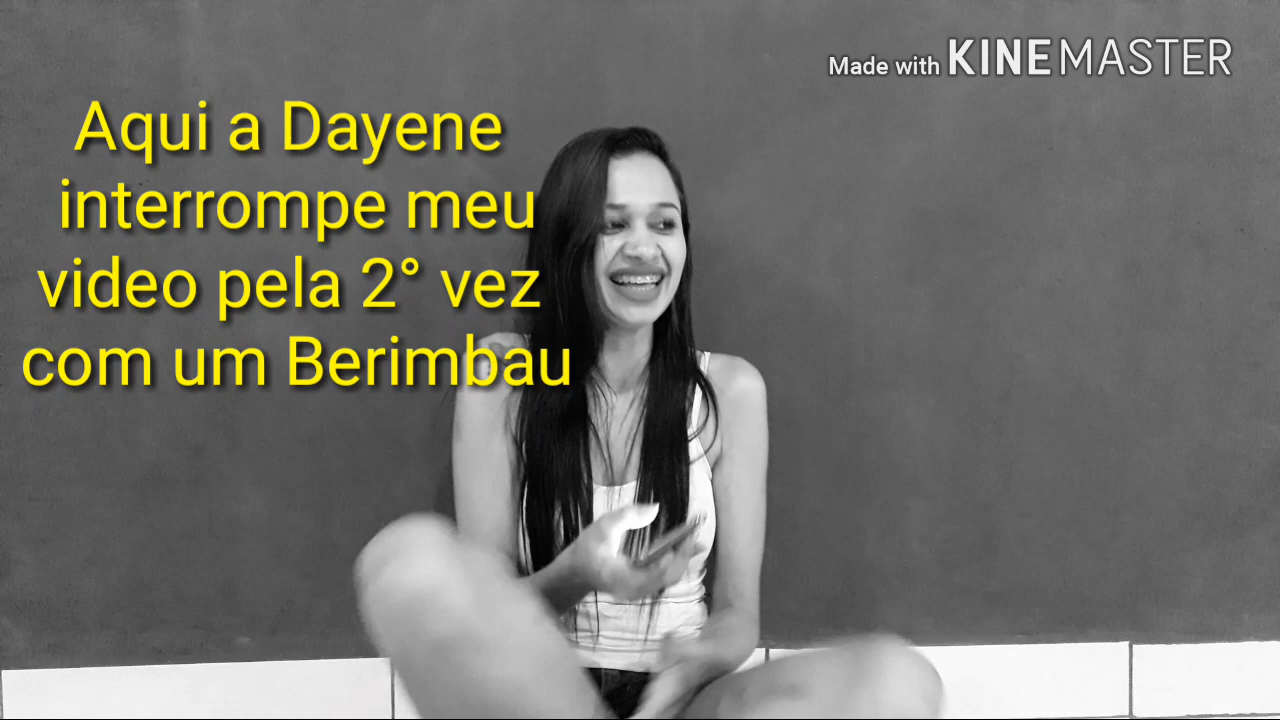 Made with KINEMASTER
Aqui a Dayene
interrompe meu
video pela 2° vez
com um Berimbau